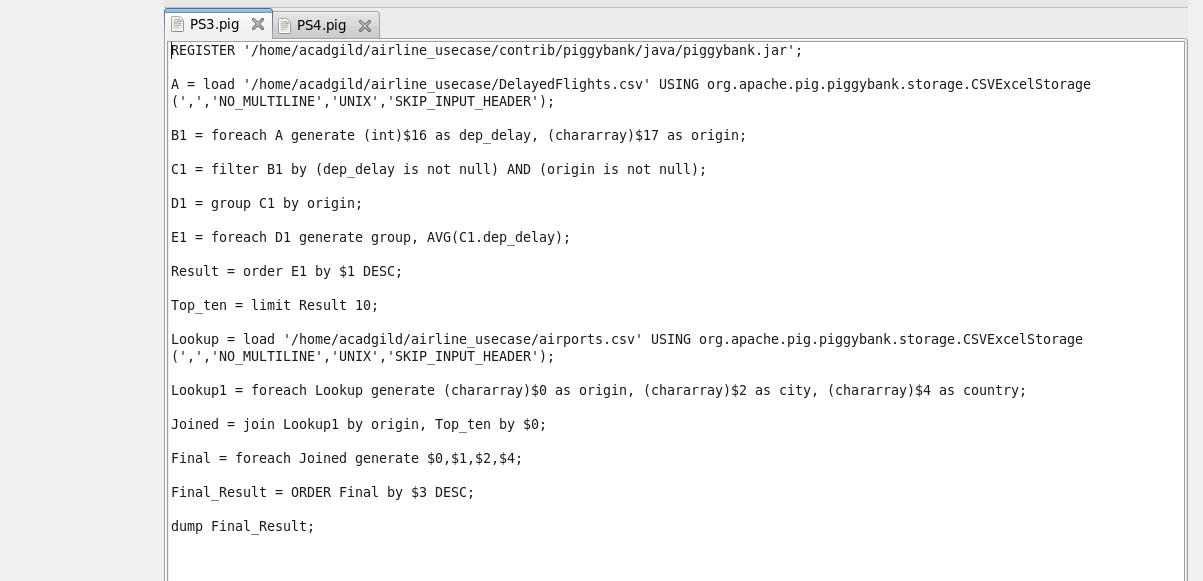 PS3.pig
PS4.pig
REGISTER '/home/acadgild/airline_usecase/contrib/piggybank/java/piggybank.jar';
A = load '/home/acadgild/airline_usecase/DelayedFlights.csv' USING org.apache.pig.piggybank.storage.CSVExcelStorage
(',','NO_MULTILINE','UNIX','SKIP_INPUT_HEADER');
B1 = foreach A generate (int)$16 as dep_delay, (chararray)$17 as origin;
C1 = filter B1 by (dep_delay is not null) AND (origin is not null);
D1 = group C1 by origin;
E1 = foreach D1 generate group, AVG(C1.dep_delay);
Result = order E1 by $1 DESC;
Top_ten = limit Result 10;
Lookup = load '/home/acadgild/airline_usecase/airports.csv' USING org.apache.pig.piggybank.storage.CSVExcelStorage
(',','NO_MULTILINE','UNIX','SKIP_INPUT_HEADER');
Lookup1 = foreach Lookup generate (chararray)$0 as origin, (chararray)$2 as city, (chararray)$4 as country;
Joined = join Lookup1 by origin, Top_ten by $0;
Final = foreach Joined generate $0,$1,$2,$4;
Final_Result = ORDER Final by $3 DESC;
dump Final_Result;